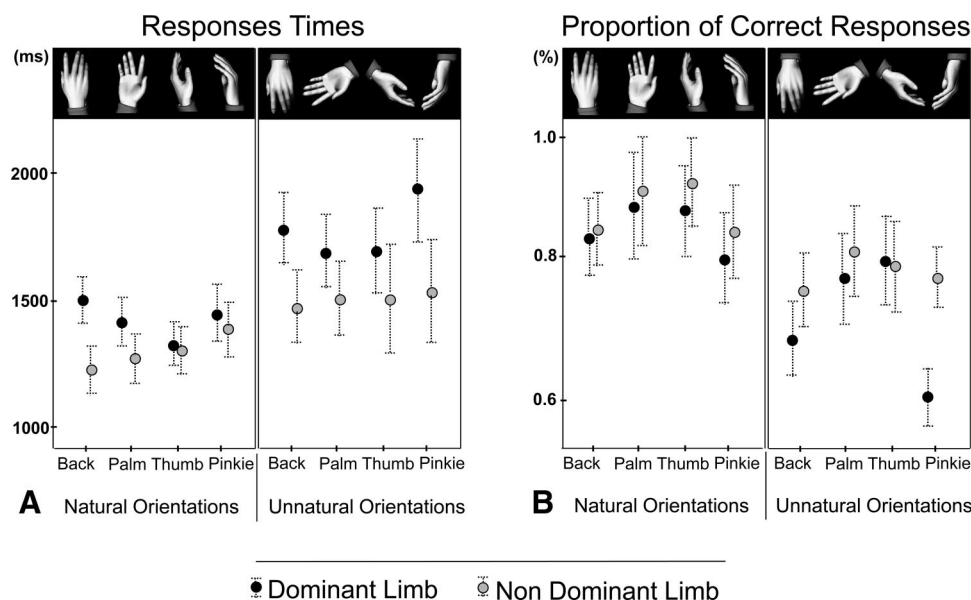 Responses Times
Proportion of Correct Responses
(ms)
(%)
2000
1500
1000
1.0
0.8
0.6
Back Palm Thumb Pinkie
Back Palm Thumb Pinkie
Back Palm Thumb Pinkie
Back Palm Thumb Pinkie
A Natural Orientations Unnatural Orientations
B Natural Orientations Unnatural Orientations
Dominant Limb Non Dominant Limb